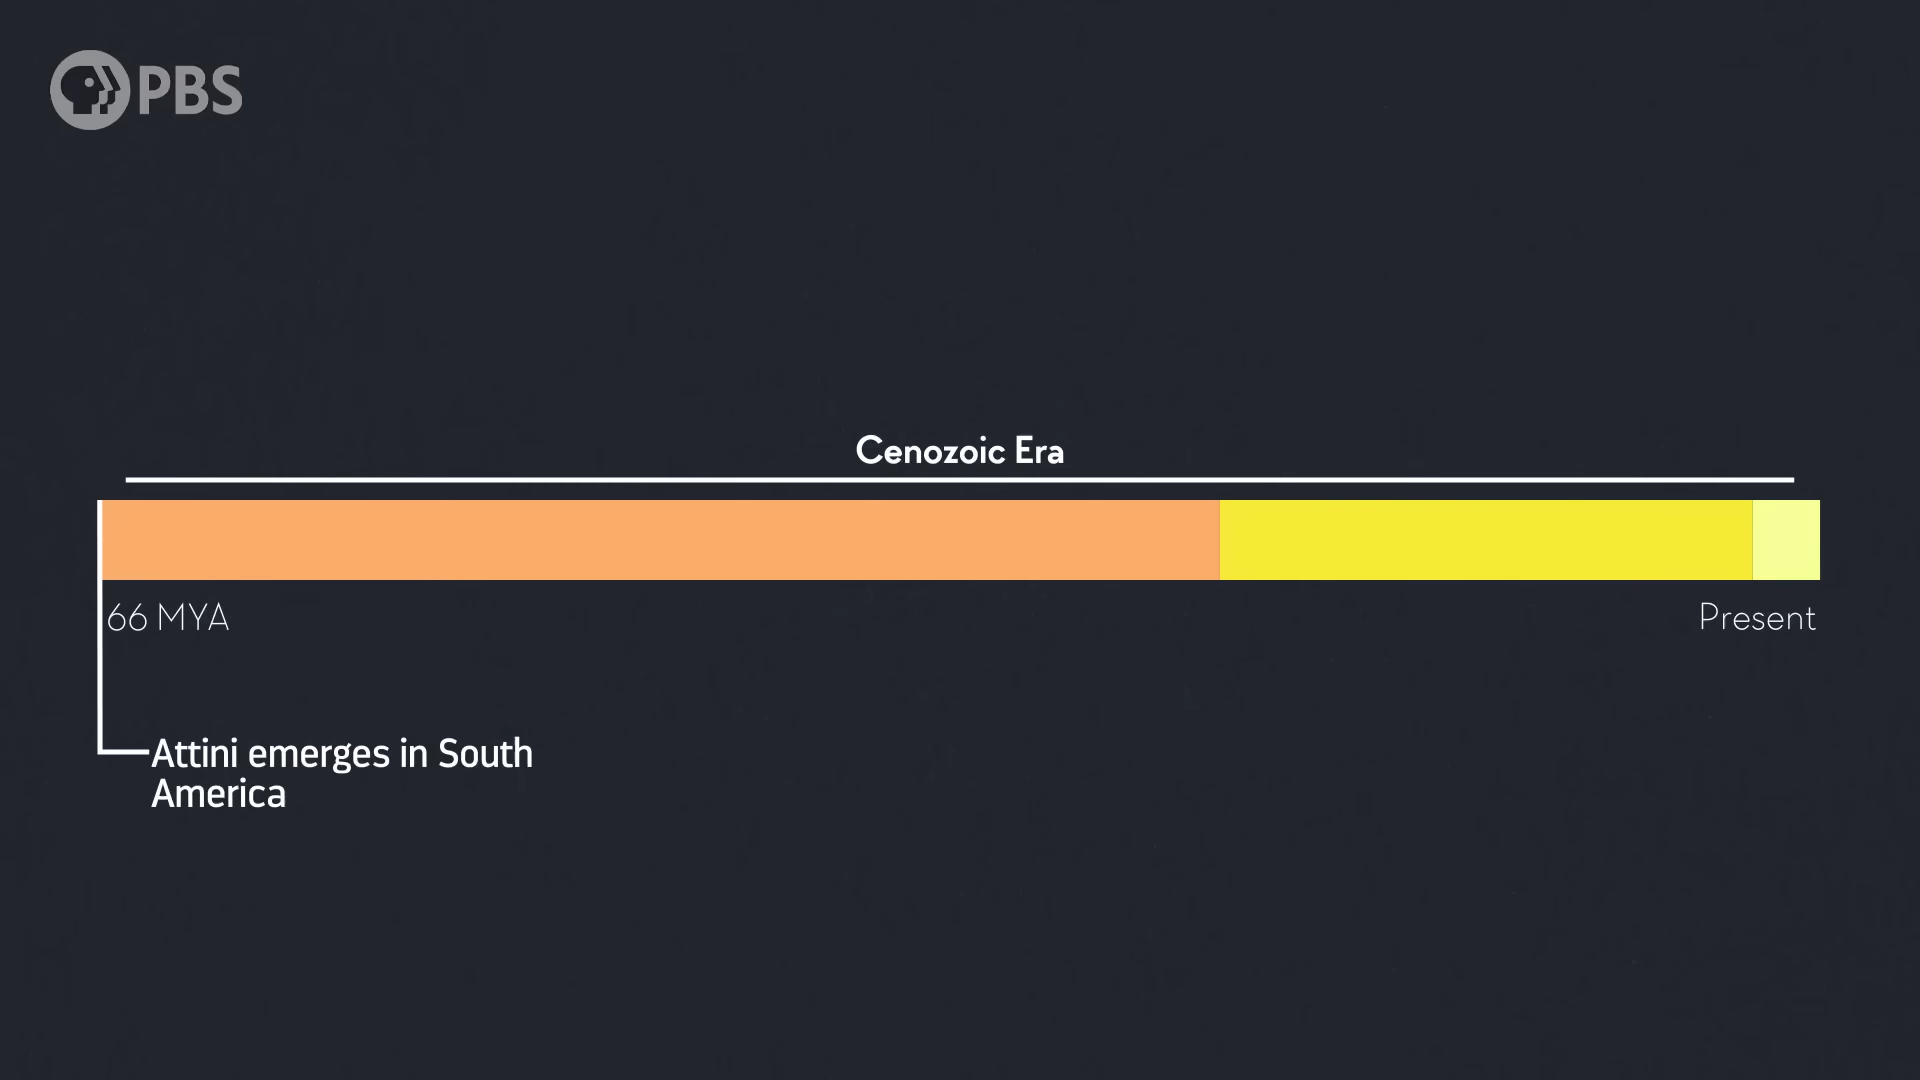 PBS
Cenozoic Era
66 MYA
Present
Attini emerges in South
America